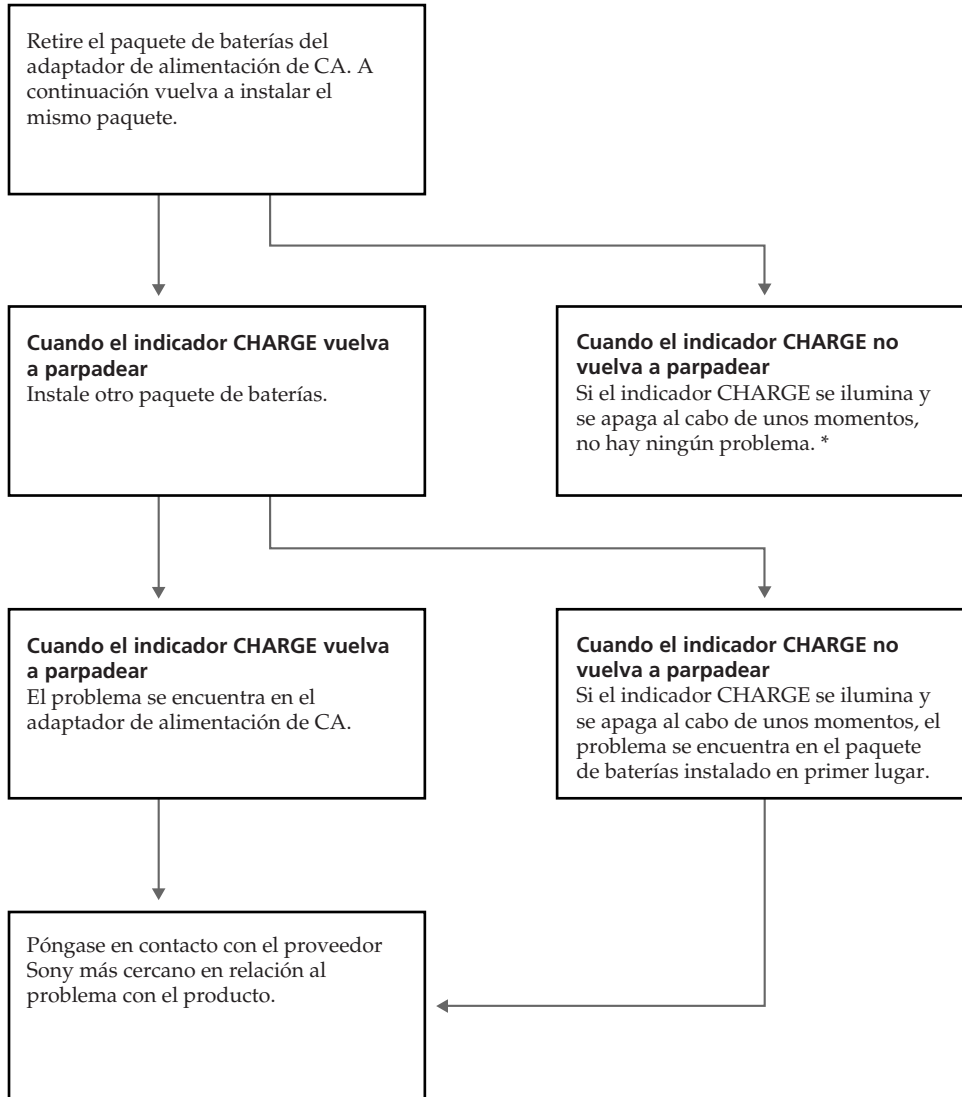 Retire el paquete de baterías del
adaptador de alimentación de CA. A
continuación vuelva a instalar el
mismo paquete.
Cuando el indicador CHARGE vuelva
a parpadear
Instale otro paquete de baterías.
Cuando el indicador CHARGE no
vuelva a parpadear
Si el indicador CHARGE se ilumina y
se apaga al cabo de unos momentos,
no hay ningún problema. *
Cuando el indicador CHARGE vuelva
a parpadear
El problema se encuentra en el
adaptador de alimentación de CA.
Cuando el indicador CHARGE no
vuelva a parpadear
Si el indicador CHARGE se ilumina y
se apaga al cabo de unos momentos, el
problema se encuentra en el paquete
de baterías instalado en primer lugar.
Póngase en contacto con el proveedor
Sony más cercano en relación al
problema con el producto.